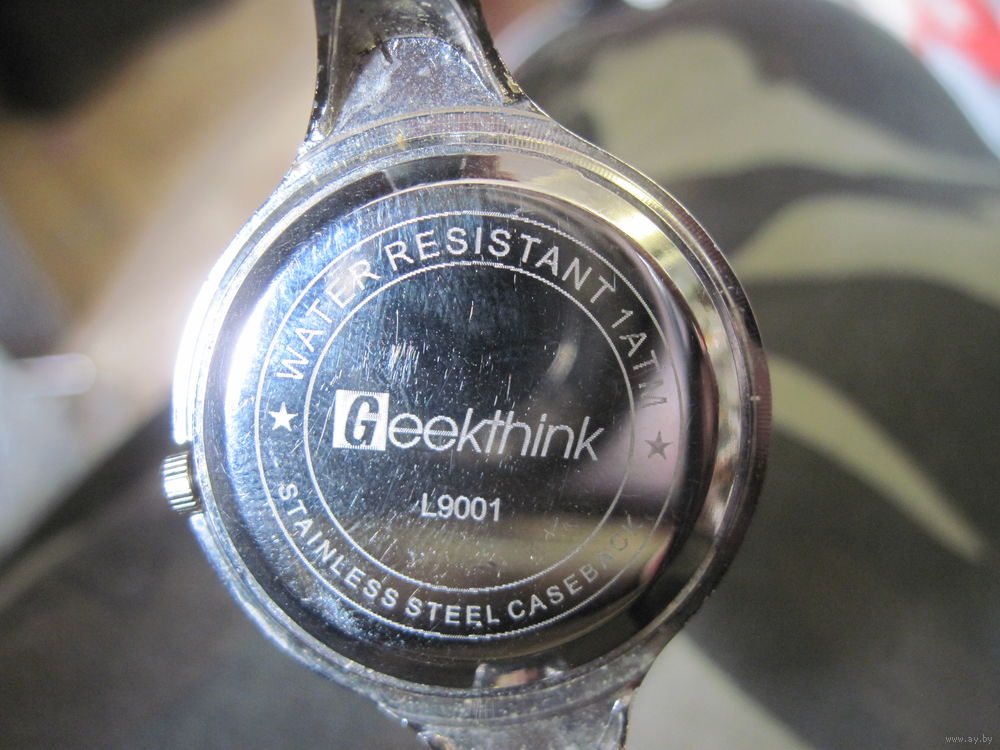 WATER RESISTANT 1ATM
Geekthink
L9001
STAINLESS STEEL CASEBACK
www.ay.by